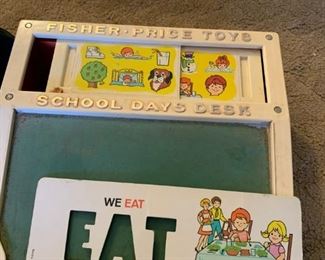 FISHER-PRICE TOYS
SCHOOL DAYS DESK
WE EAT
EAT